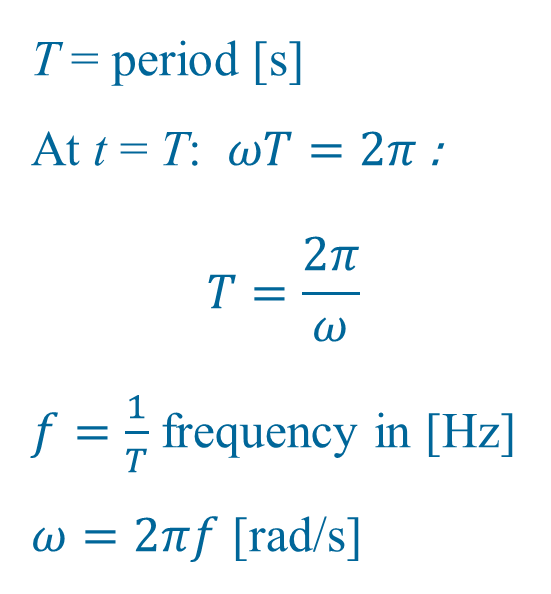 T = period [s]
At t = T: ωT = 2π :
T = 2π/ω
f = 1/T frequency in [Hz]
ω = 2πf [rad/s]